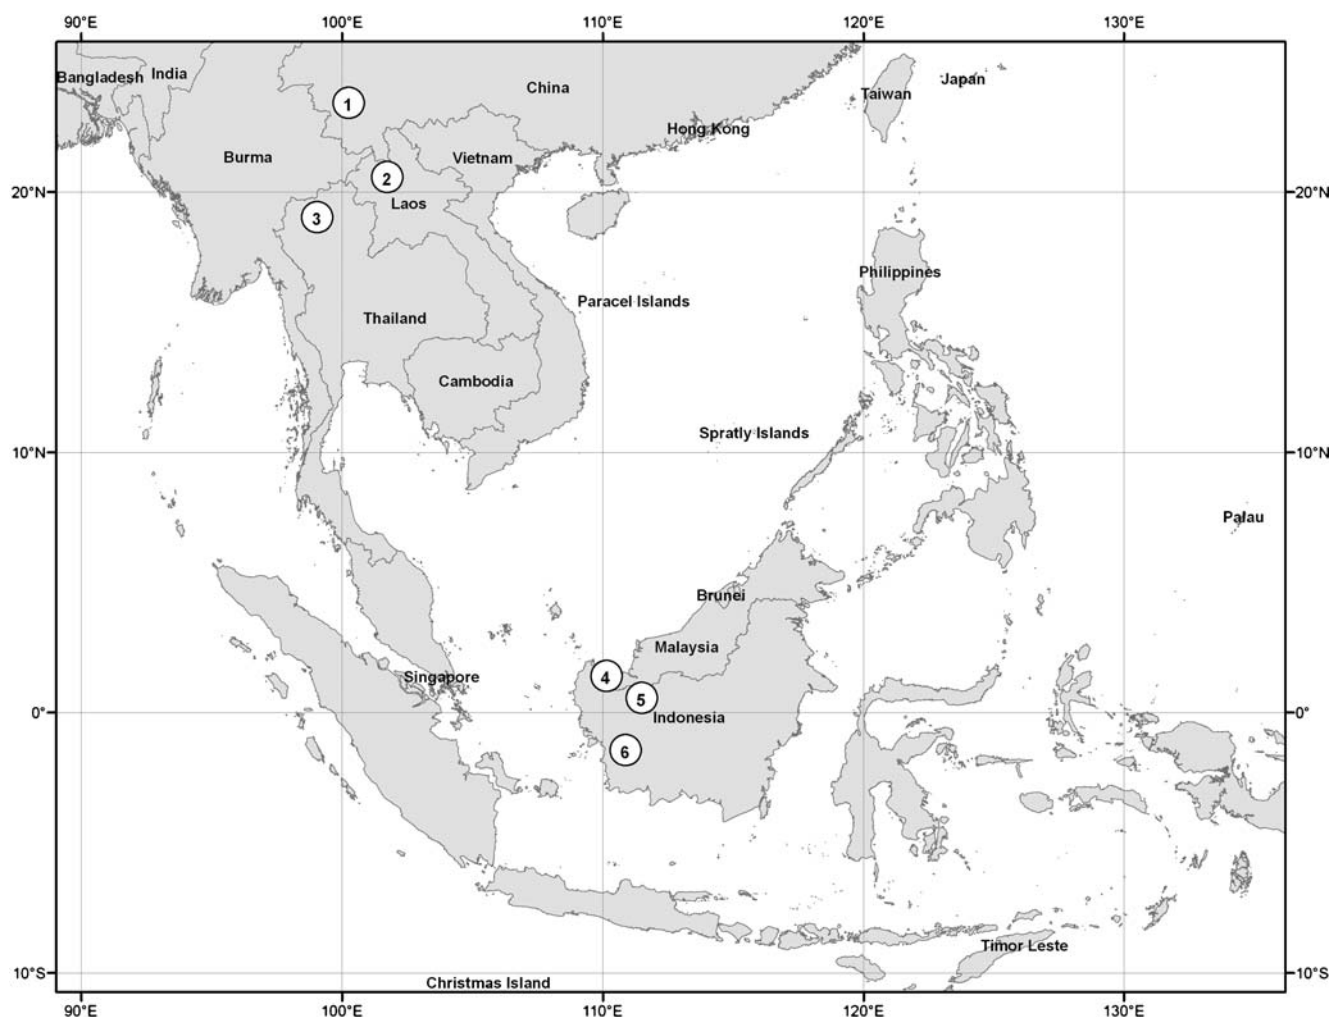 90°E 100°E 110°E 120°E 130°E
Bangladesh India
China
Japan
Taiwan
1
Hong Kong
Burma
Vietnam
2
20°N 20°N
Laos
3
Philippines
Paracel Islands
Thailand
Cambodia
Spratly Islands
10°N 10°N
Palau
Brunei
Malaysia
Singapore
4
5
0° 0°
Indonesia
6
Timor Leste
10°S 10°S
Christmas Island
90°E 100°E 110°E 120°E 130°E